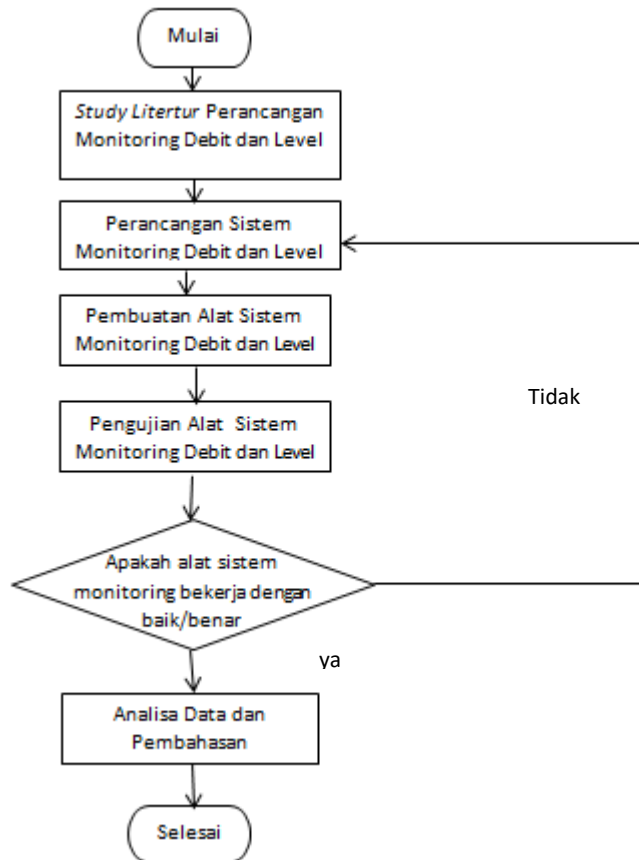 Mulai
Study Litertur Perancangan
Monitoring Debit dan Level
Perancangan Sistem
Monitoring Debit dan Level
Pembuatan Alat Sistem
Monitoring Debit dan Level
Tidak
Pengujian Alat Sistem
Monitoring Debit dan Level
Apakah alat sistem
monitoring bekerja dengan
baik/benar
ya
Analisa Data dan
Pembahasan
Selesai